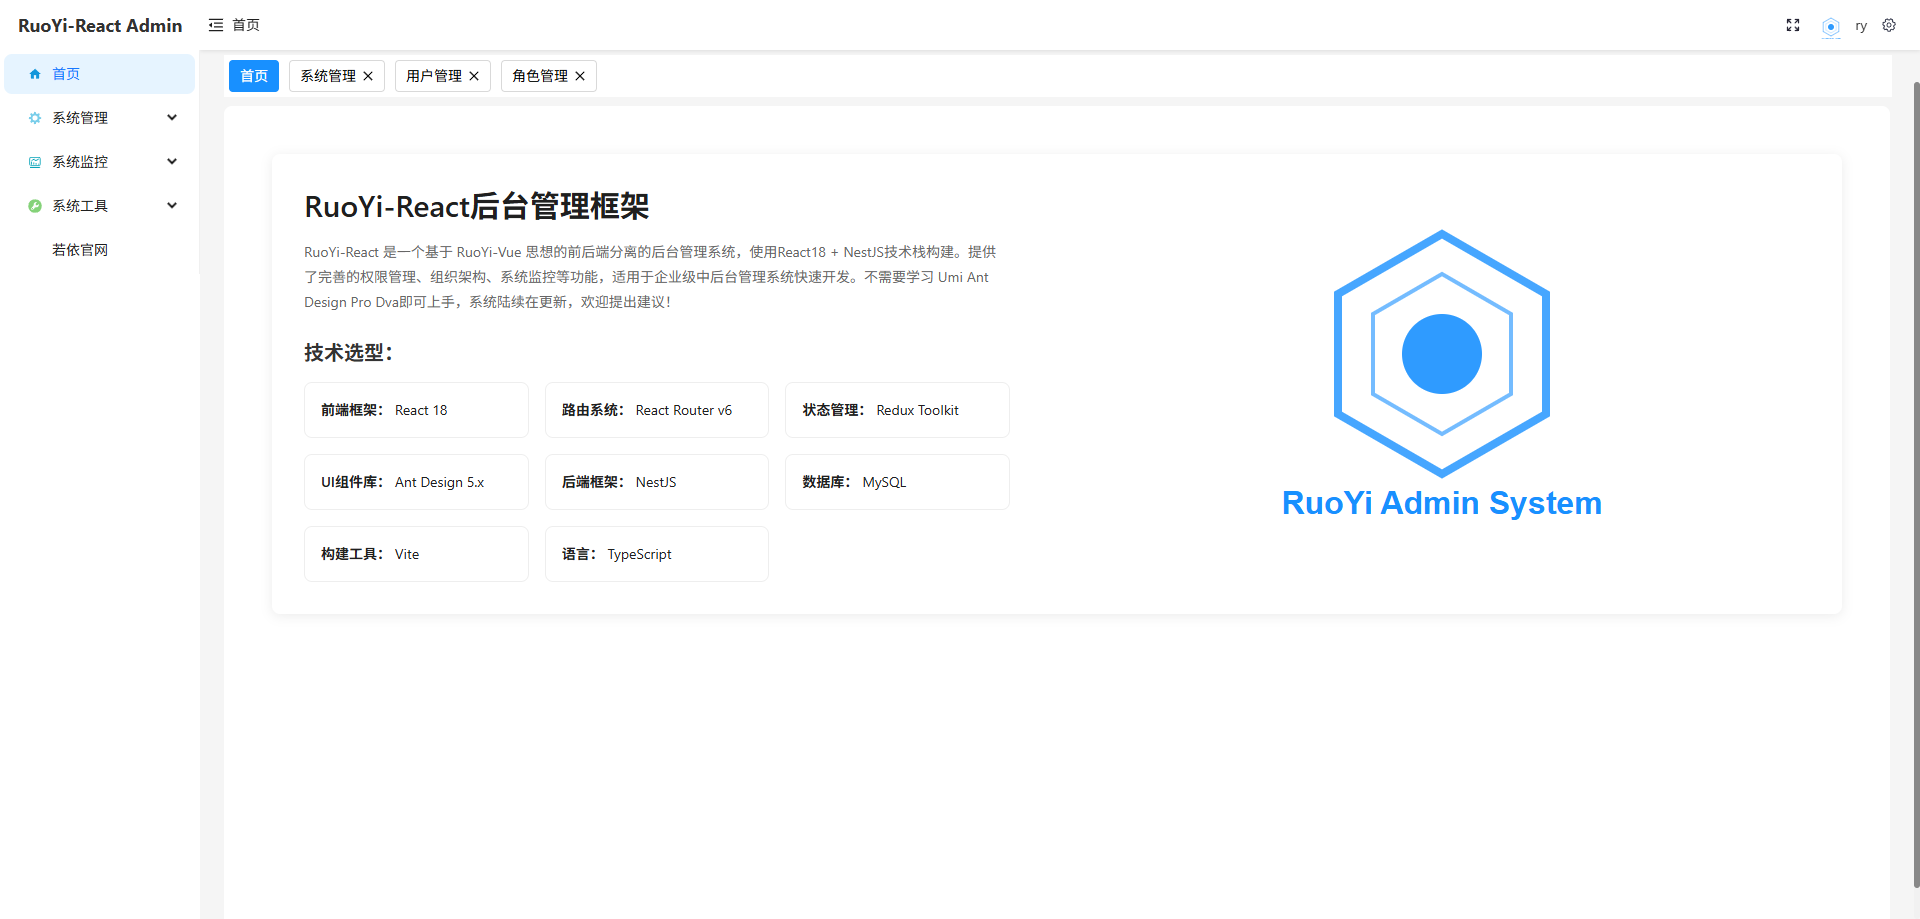 RuoYi-React Admin
首页
ry
首页
系统管理
系统监控
系统工具
若依官网
首页
系统管理
用户管理
角色管理
RuoYi-React后台管理框架
RuoYi-React 是一个基于 RuoYi-Vue 思想的前后端分离的后台管理系统，使用React18 + NestJS技术栈构建。提供
了完善的权限管理、组织架构、系统监控等功能，适用于企业级中后台管理系统快速开发。不需要学习 Umi Ant
Design Pro Dva即可上手，系统陆续在更新，欢迎提出建议！
技术选型：
前端框架： React 18
路由系统： React Router v6
状态管理： Redux Toolkit
UI组件库： Ant Design 5.x
后端框架： NestJS
数据库： MySQL
构建工具： Vite
语言： TypeScript
RuoYi Admin System